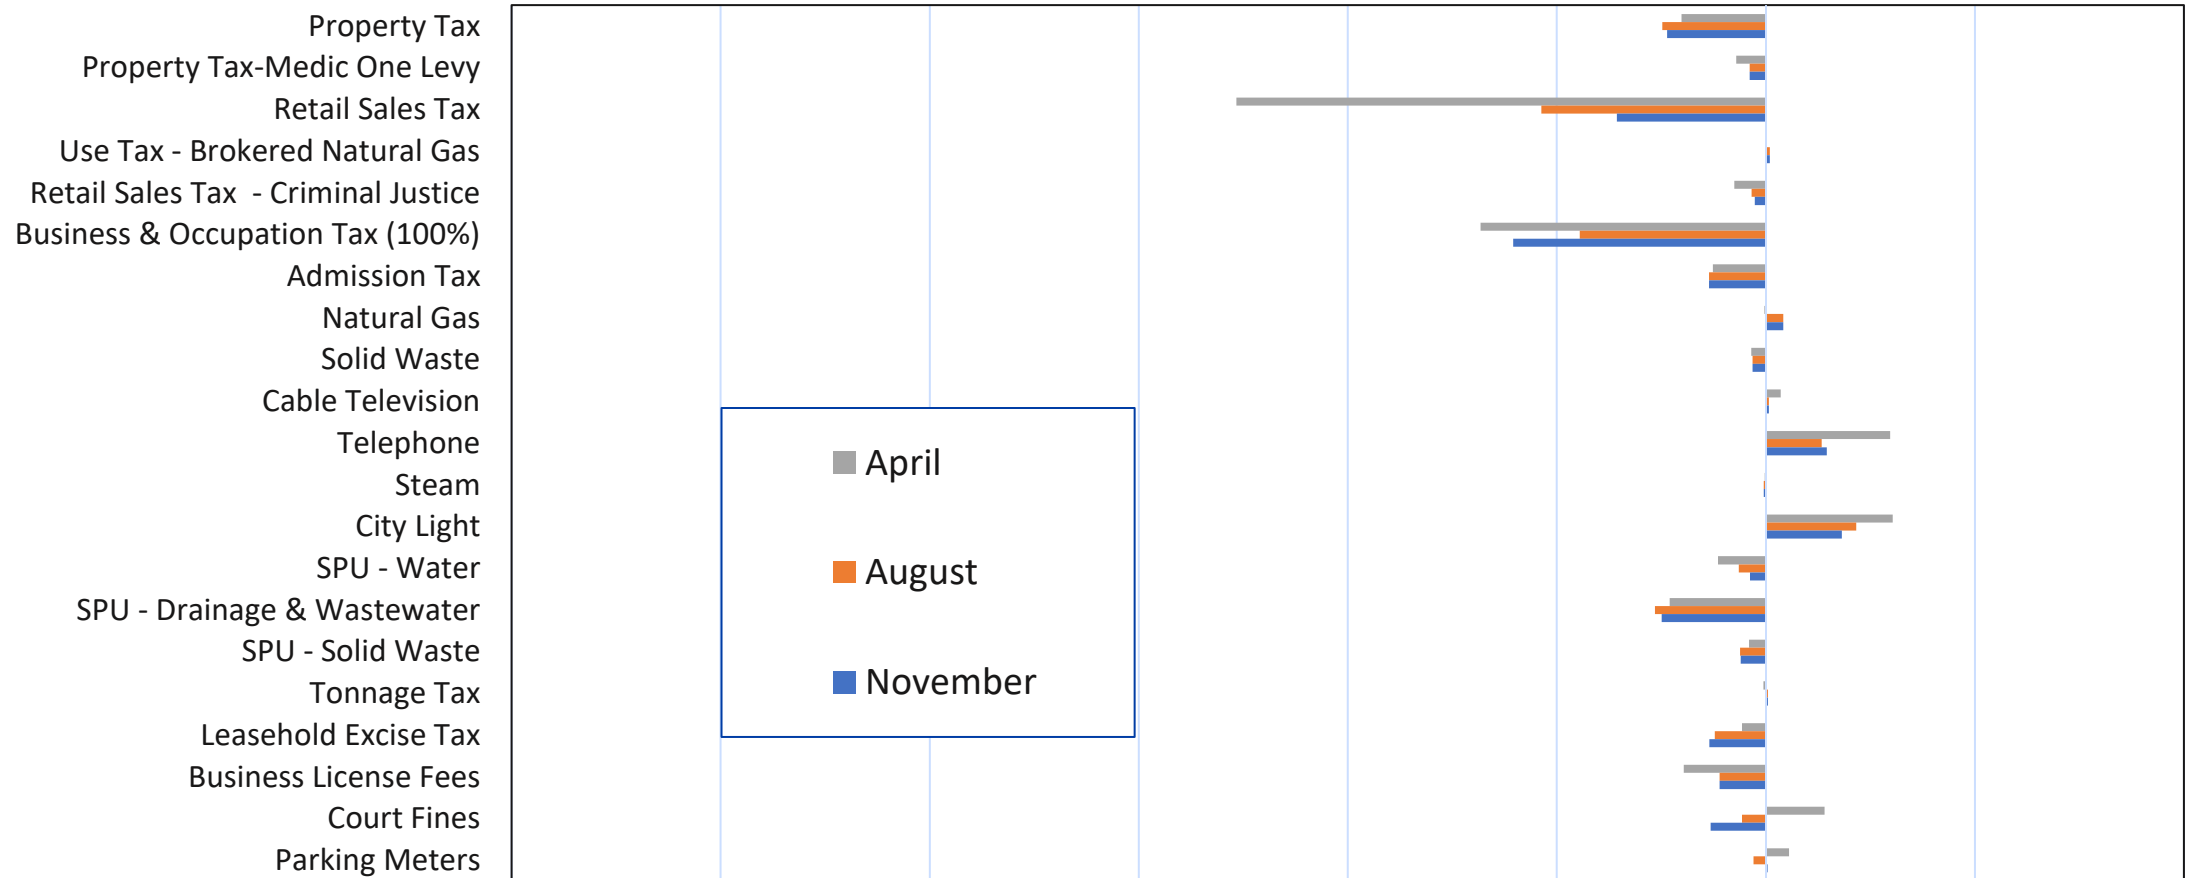 Property Tax
Property Tax-Medic One Levy
Retail Sales Tax
Use Tax - Brokered Natural Gas
Retail Sales Tax  - Criminal Justice
Business & Occupation Tax (100%)
Admission Tax
Natural Gas
Solid Waste
Cable Television
Telephone
Steam
City Light
SPU - Water
SPU - Drainage & Wastewater
SPU - Solid Waste
Tonnage Tax
Leasehold Excise Tax
Business License Fees
Court Fines
Parking Meters
April
August
November